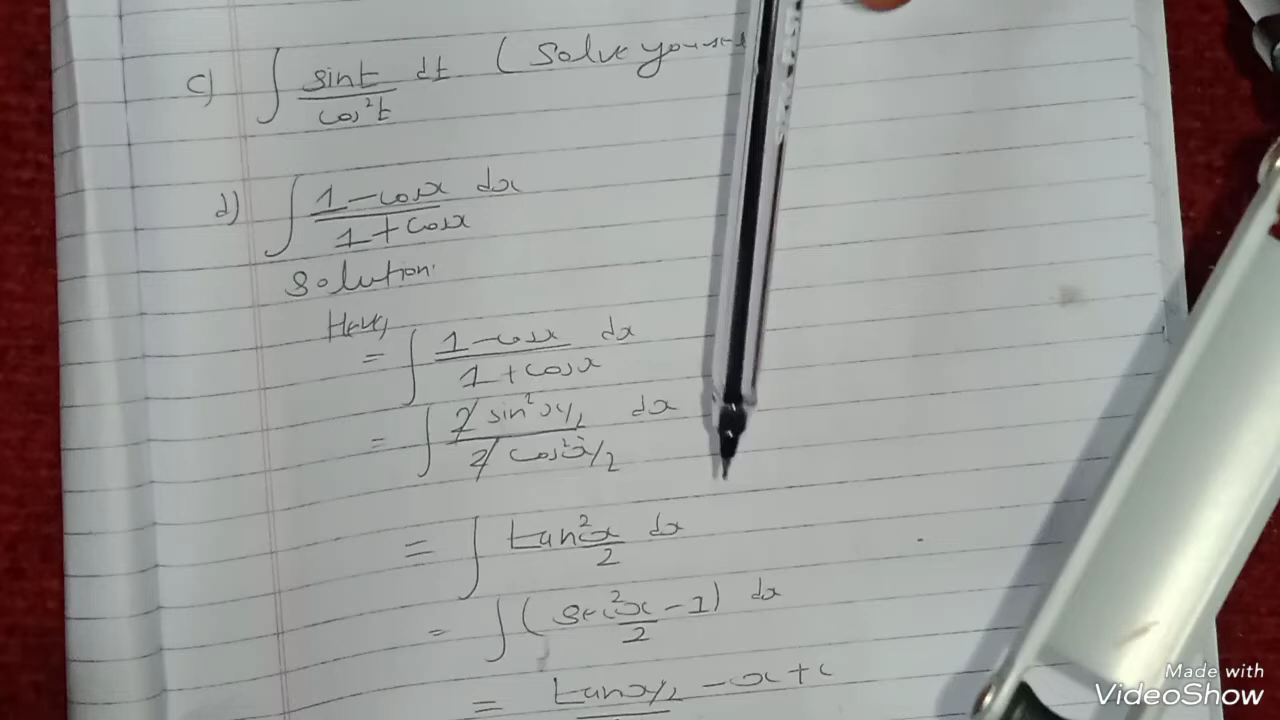 c) ∫ sint/cos²t dt (Solve
d) ∫ 1-cosx/1+cosx dx
Solution:
Here,
= ∫ 1-cosx/1+cosx dx
= ∫ 2 sin²x/2 / 2 cos²x/2 dx
= ∫ tan²x/2 dx
= ∫ (sec²x/2 - 1) dx
= tanx/2 - x + c
Made with
VideoShow